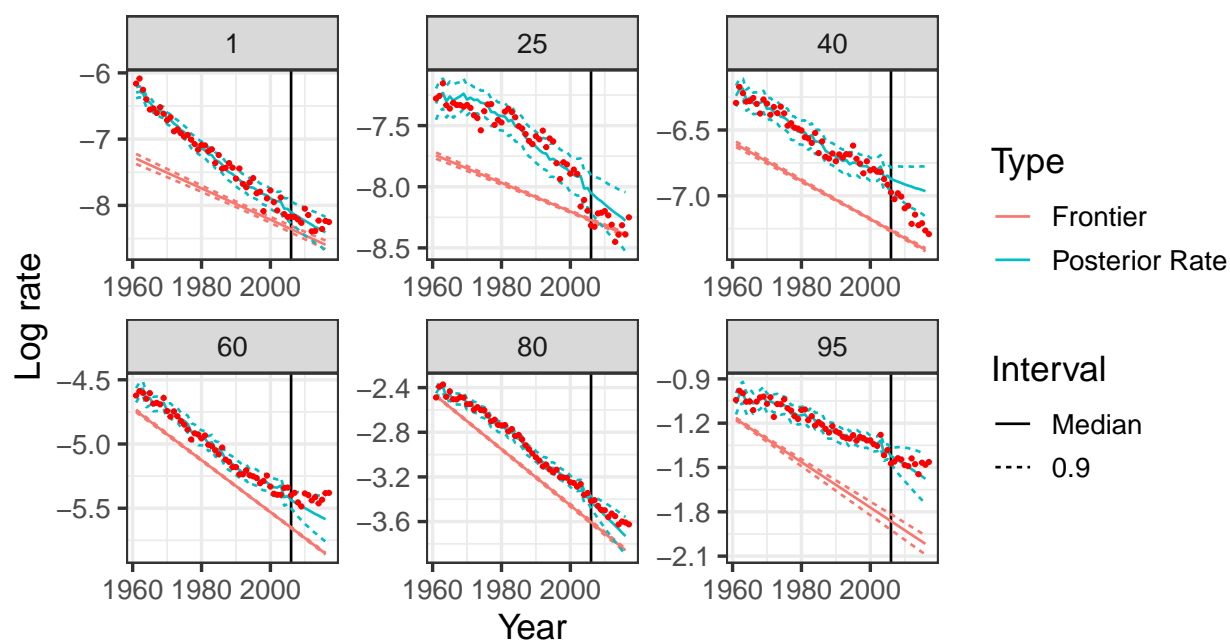 1
25
40
−6
−7
−8
−7.5
−8.0
−8.5
−6.5
−7.0
1960 1980 2000
1960 1980 2000
1960 1980 2000
60
80
95
−4.5
−5.0
−5.5
−2.4
−2.8
−3.2
−3.6
−0.9
−1.2
−1.5
−1.8
−2.1
1960 1980 2000
1960 1980 2000
1960 1980 2000
Log rate
Year
Type
Frontier
Posterior Rate
Interval
Median
0.9